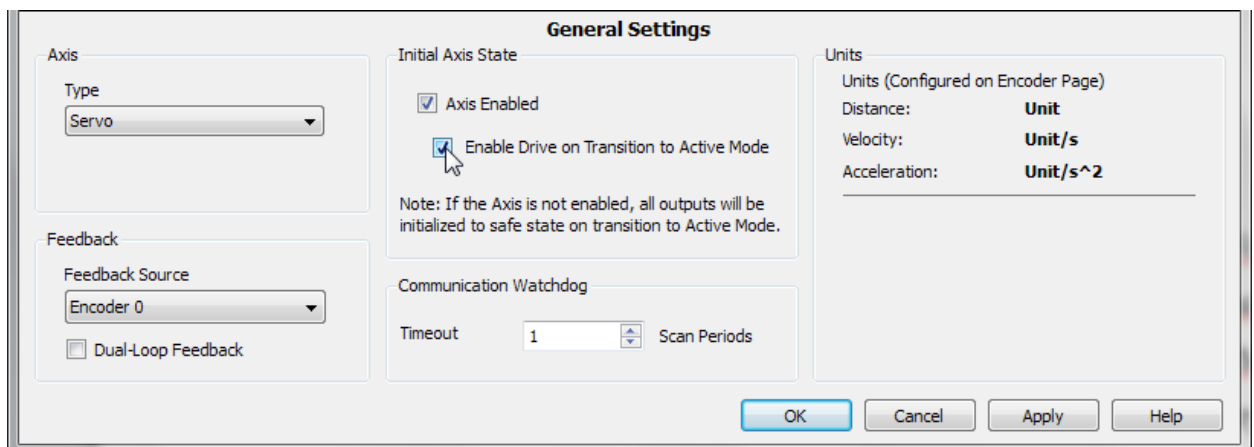 General Settings
Axis
Type
Servo
Feedback
Feedback Source
Encoder 0
Dual-Loop Feedback
Initial Axis State
Axis Enabled
Enable Drive on Transition to Active Mode
Note: If the Axis is not enabled, all outputs will be
initialized to safe state on transition to Active Mode.
Communication Watchdog
Timeout 1 Scan Periods
Units
Units (Configured on Encoder Page)
Distance: Unit
Velocity: Unit/s
Acceleration: Unit/s^2
OK Cancel Apply Help